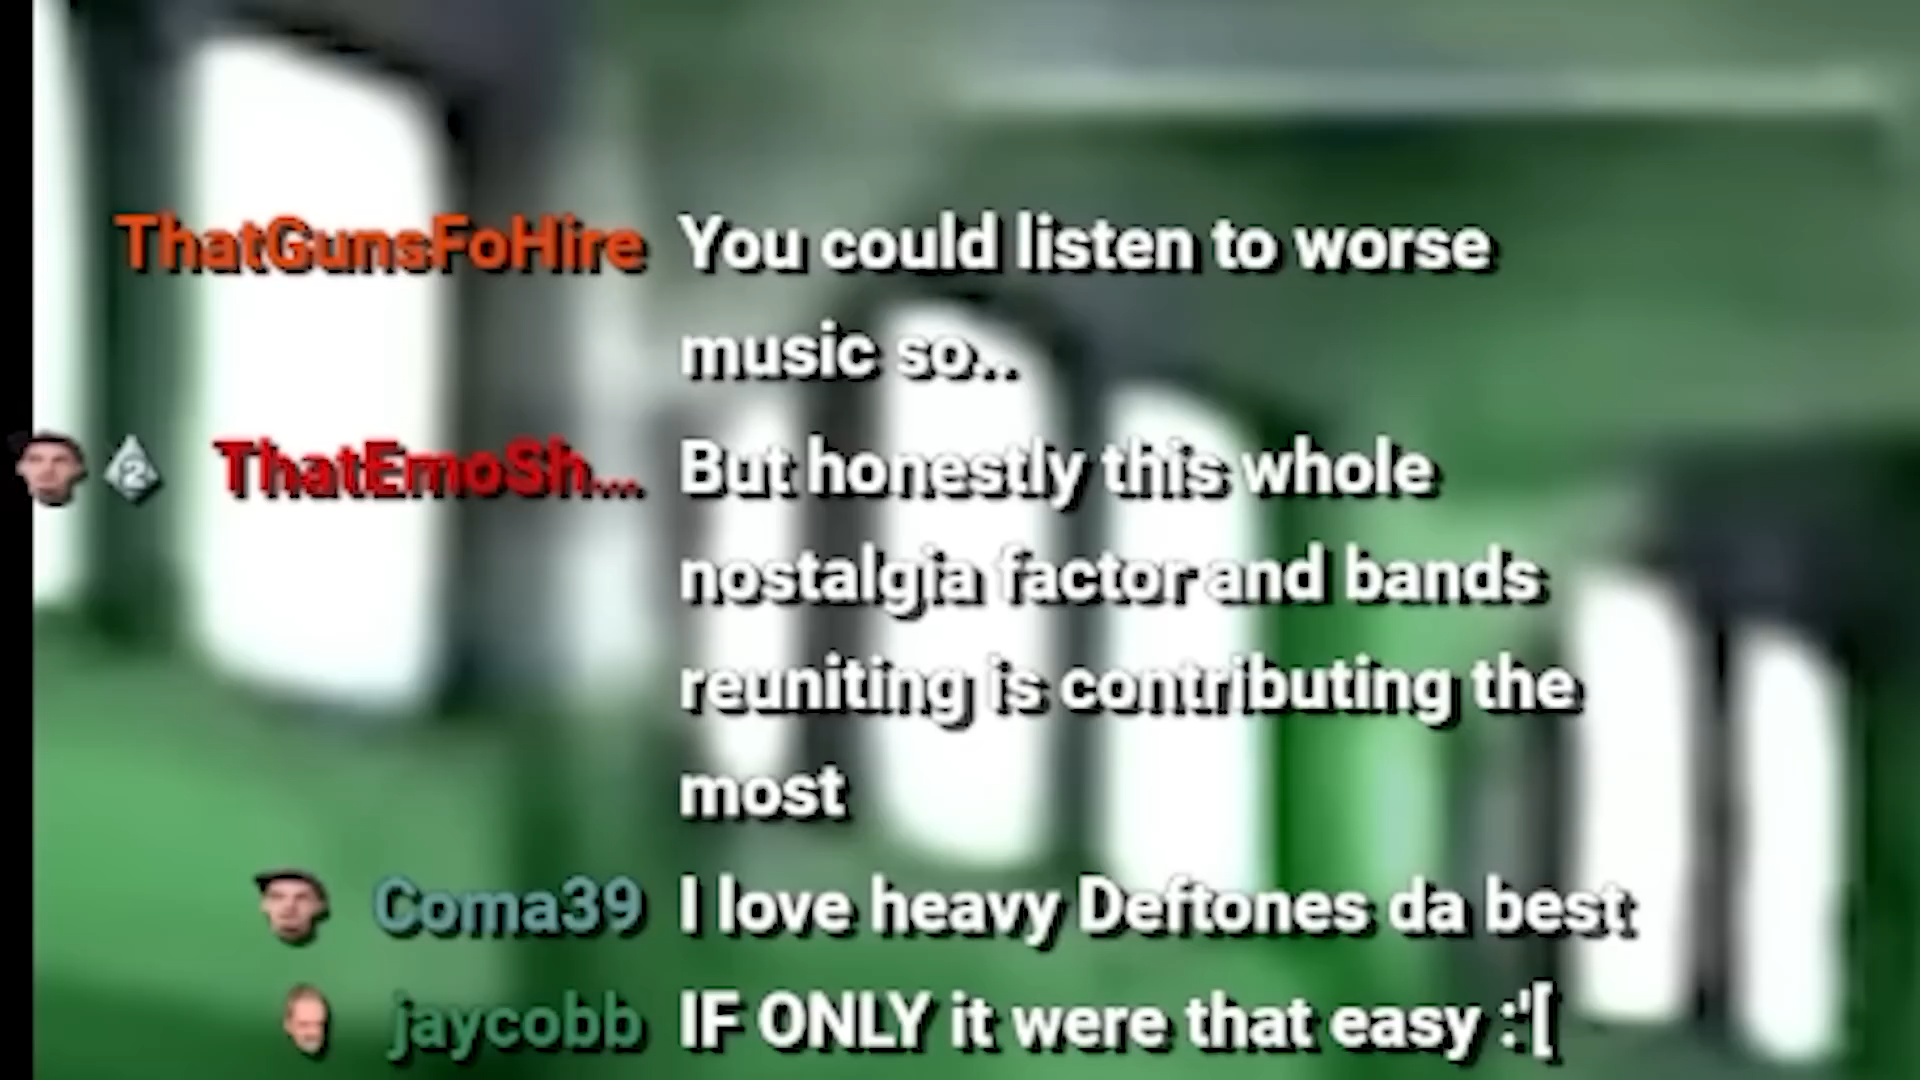 ThatGunsFoHire You could listen to worse
music so..
2 ThatEmoSh... But honestly this whole
nostalgia factor and bands
reuniting is contributing the
most
Coma39 I love heavy Deftones da best
jaycobb IF ONLY it were that easy :'[